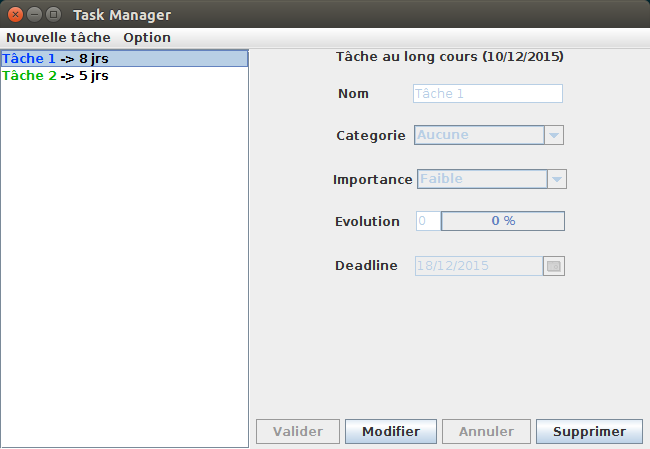 Task Manager
Nouvelle tâche Option
Tâche 1 -> 8 jrs
Tâche 2 -> 5 jrs
Tâche au long cours (10/12/2015)
Nom Tâche 1
Categorie Aucune
Importance Faible
Evolution 0 0 %
Deadline 18/12/2015
Valider Modifier Annuler Supprimer